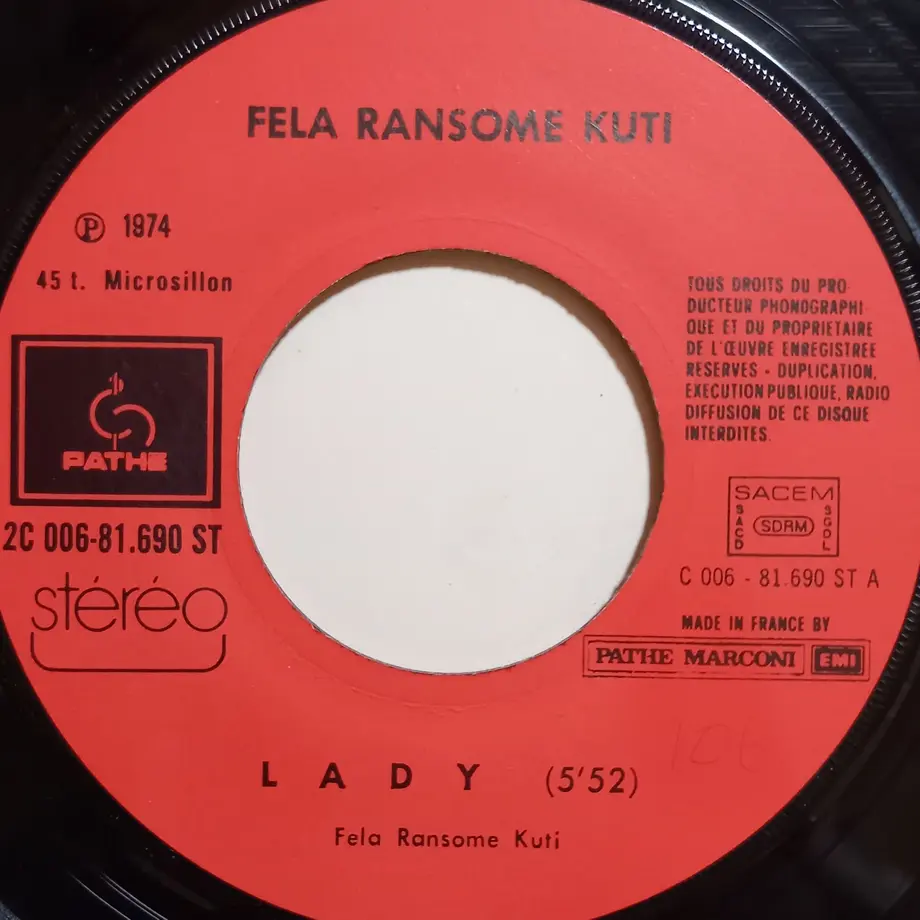 FELA RANSOME KUTI
℗ 1974
45 t. Microsillon
PATHE
2C 006-81.690 ST
stéréo
TOUS DROITS DU PRO-
DUCTEUR PHONOGRAPHI-
QUE ET DU PROPRIETAIRE
DE L'ŒUVRE ENREGISTREE
RESERVES - DUPLICATION,
EXECUTION PUBLIQUE, RADIO
DIFFUSION DE CE DISQUE
INTERDITES.
SACEM
SACD
SDRM
SGDL
C 006 - 81.690 ST A
MADE IN FRANCE BY
PATHE MARCONI EMI
LADY (5'52)
Fela Ransome Kuti